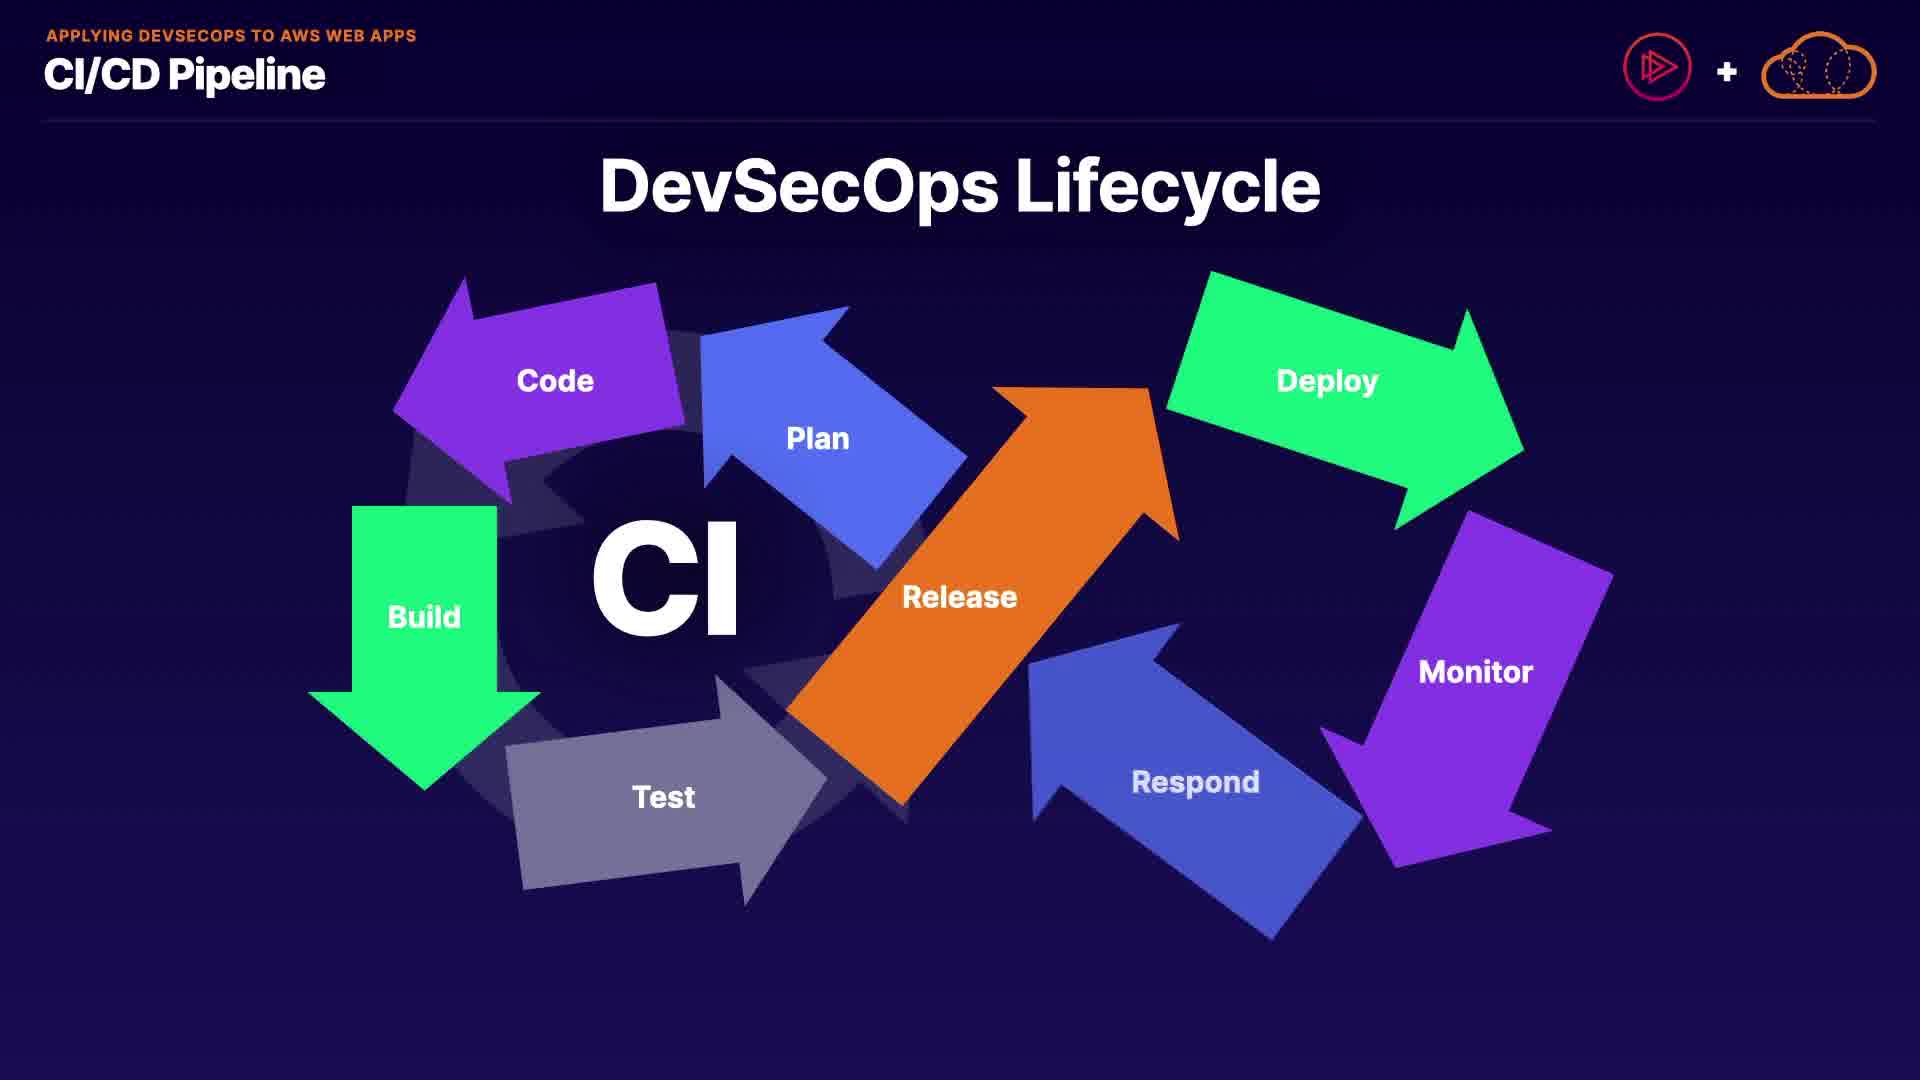 APPLYING DEVSECOPS TO AWS WEB APPS
CI/CD Pipeline
+
DevSecOps Lifecycle
Code
Plan
Deploy
CI
Build
Release
Monitor
Test
Respond